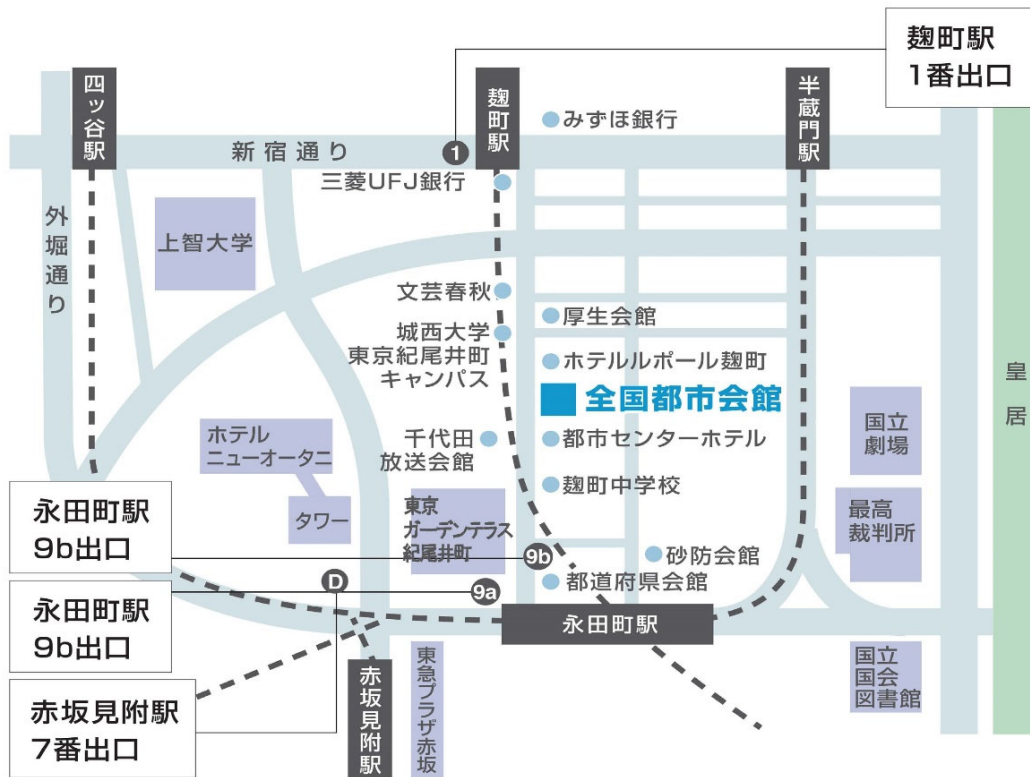 麹町駅
1番出口
四ッ谷駅
麹町駅
半蔵門駅
みずほ銀行
新宿通り
1
三菱UFJ銀行
外堀通り
上智大学
文芸春秋
厚生会館
城西大学
東京紀尾井町
キャンパス
ホテルルポール麹町
皇居
全国都市会館
国立
劇場
ホテル
ニューオータニ
千代田
放送会館
都市センターホテル
麹町中学校
タワー
東京
ガーデンテラス
紀尾井町
最高
裁判所
永田町駅
9b出口
9b
砂防会館
D
都道府県会館
永田町駅
9b出口
9a
永田町駅
赤坂見附駅
7番出口
赤坂見附駅
東急プラザ赤坂
国立
国会
図書館